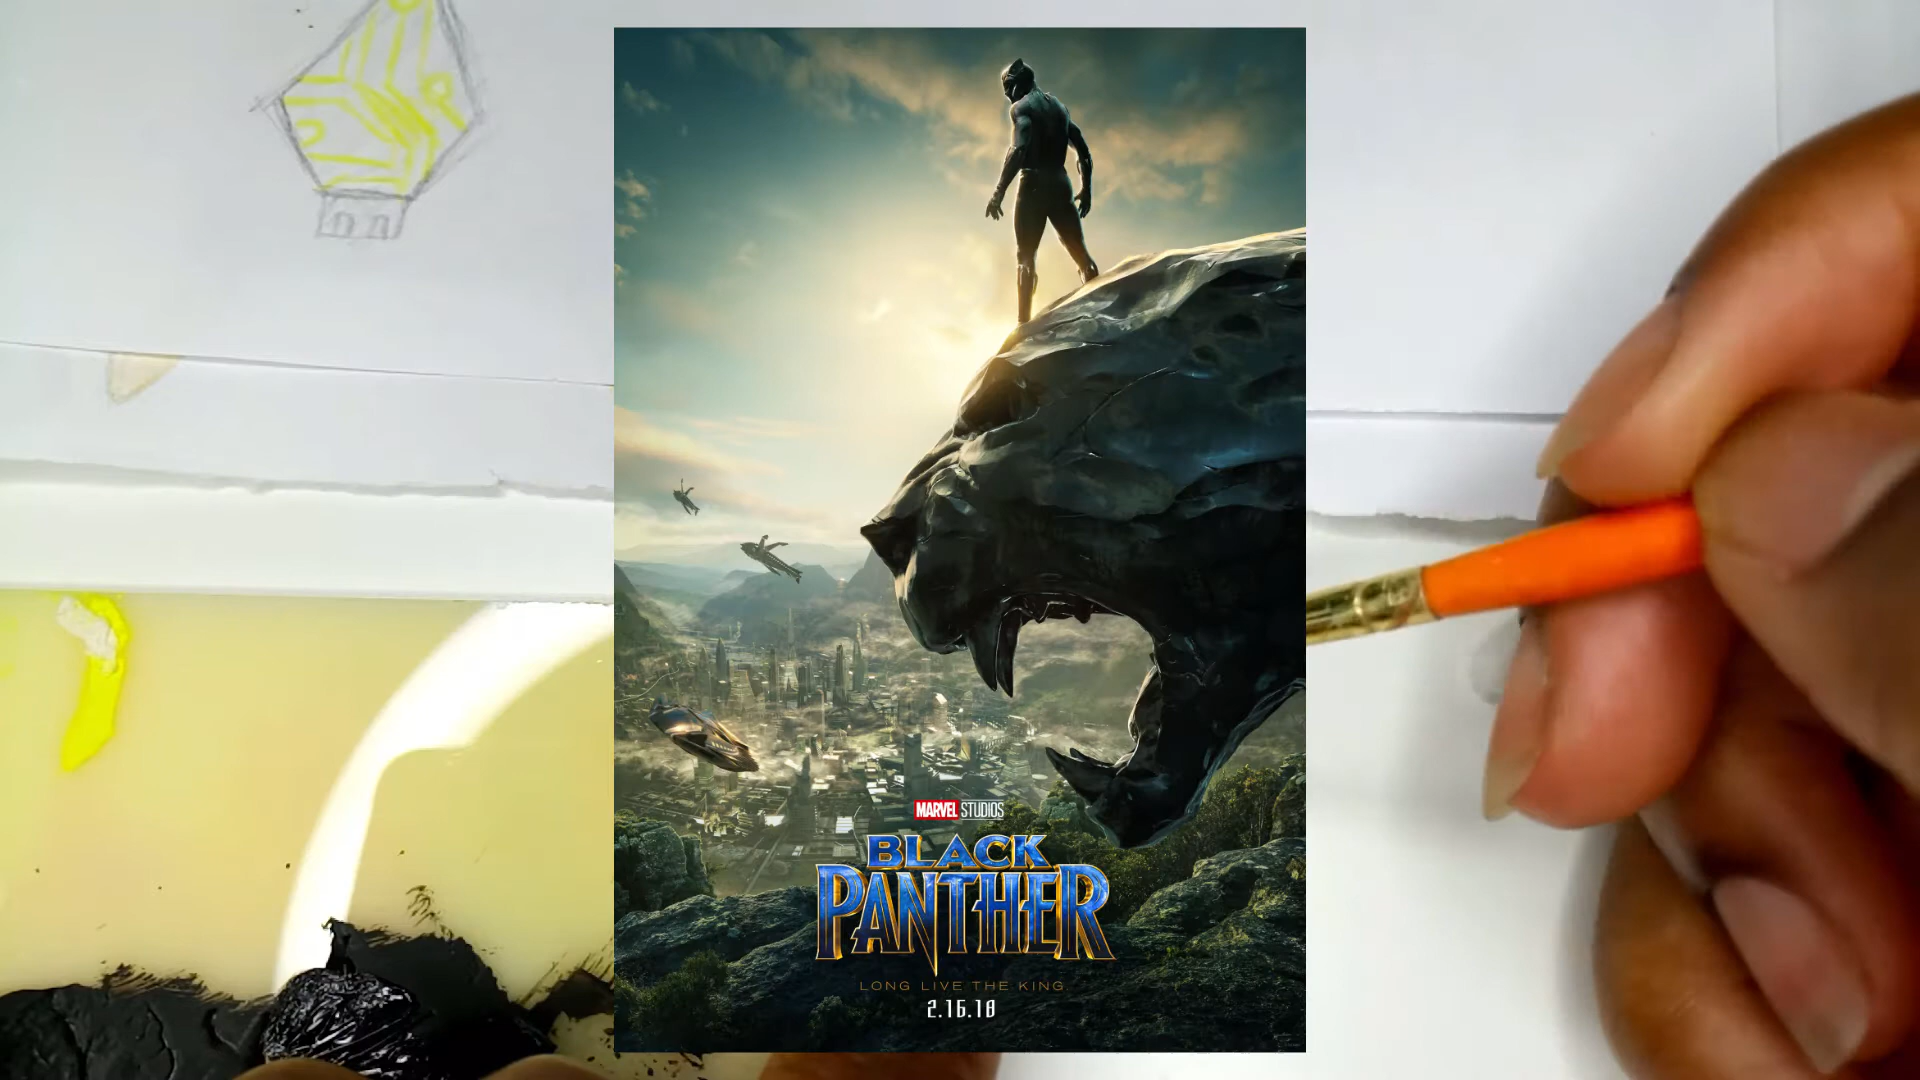 MARVEL STUDIOS
BLACK
PANTHER
LONG LIVE THE KING
2.16.18